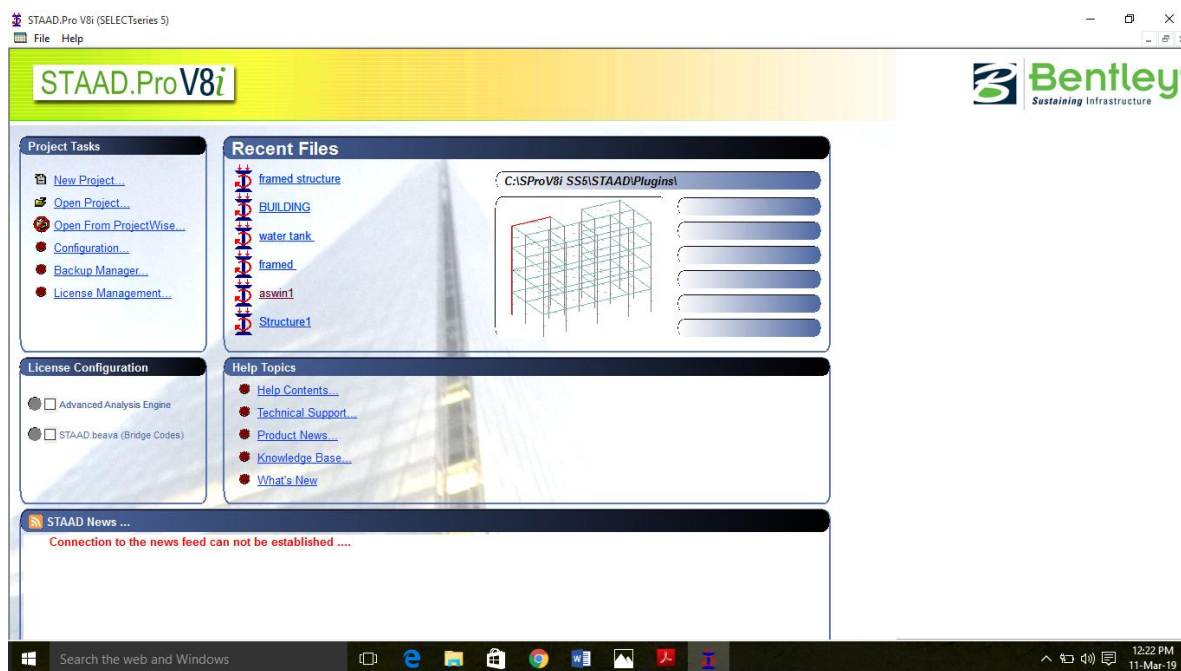 STAAD.Pro V8i (SELECTseries 5)
File Help
STAAD.Pro V8i
Bentley
Sustaining Infrastructure
Project Tasks
New Project...
Open Project...
Open From ProjectWise...
Configuration...
Backup Manager...
License Management...
Recent Files
framed structure
BUILDING
water tank
framed
aswin1
Structure1
C:\SProV8i SS5\STAAD\Plugins\
License Configuration
Advanced Analysis Engine
STAAD.beava (Bridge Codes)
Help Topics
Help Contents...
Technical Support...
Product News...
Knowledge Base...
What's New
STAAD News ...
Connection to the news feed can not be established ....
Search the web and Windows
12:22 PM
11-Mar-19